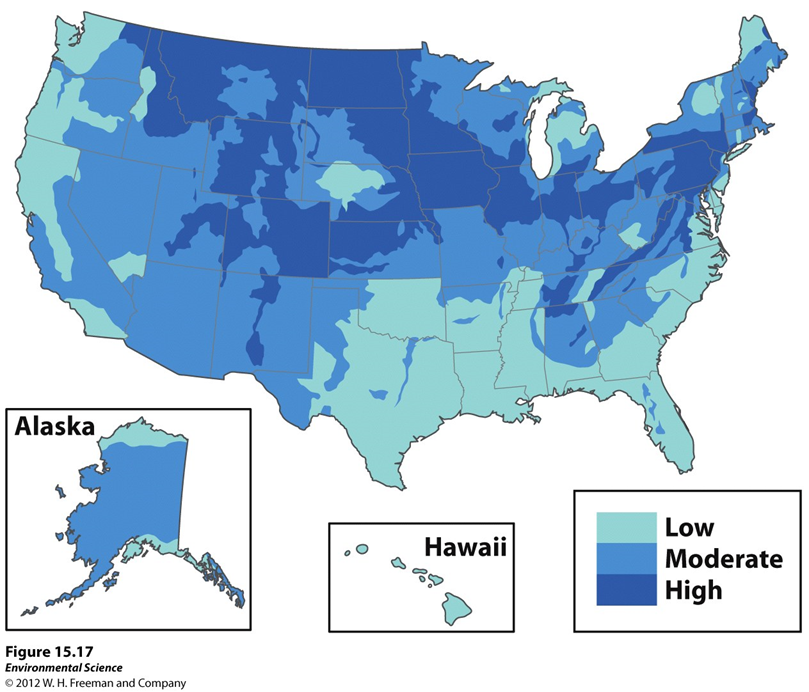 Alaska
Hawaii
Low
Moderate
High
Figure 15.17
Environmental Science
© 2012 W. H. Freeman and Company